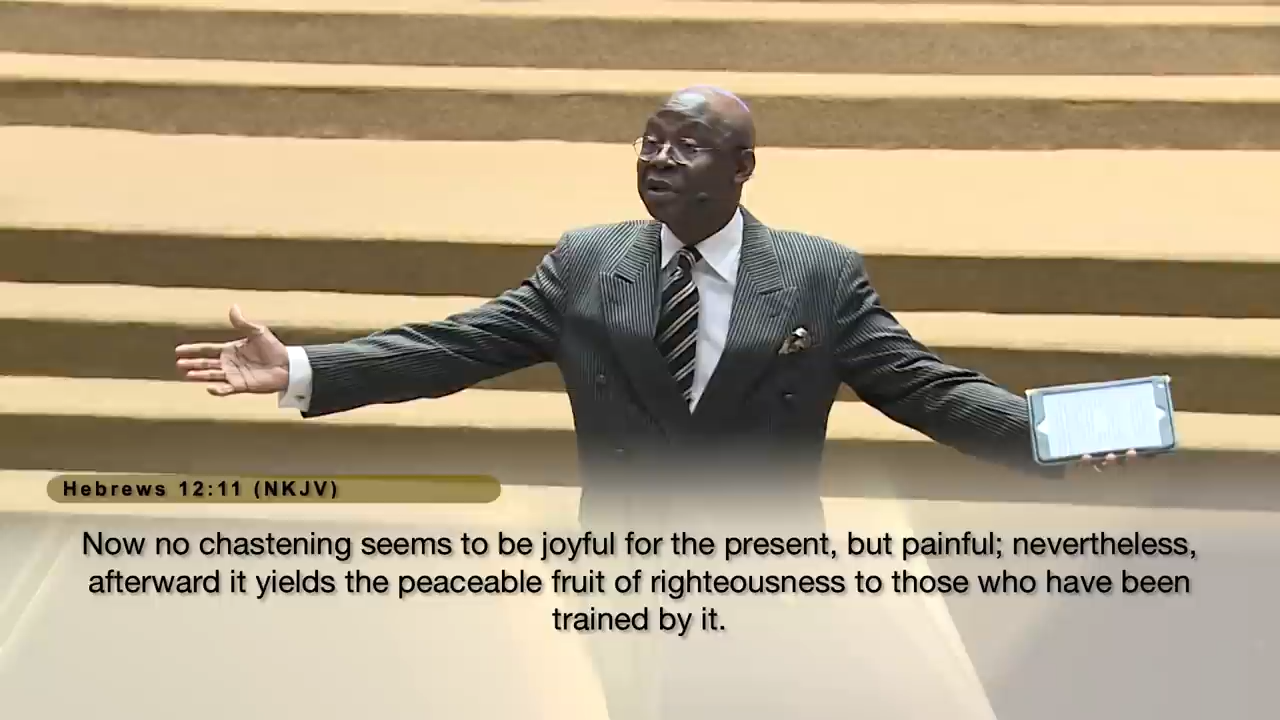 Hebrews 12:11 (NKJV)
Now no chastening seems to be joyful for the present, but painful; nevertheless,
afterward it yields the peaceable fruit of righteousness to those who have been
trained by it.